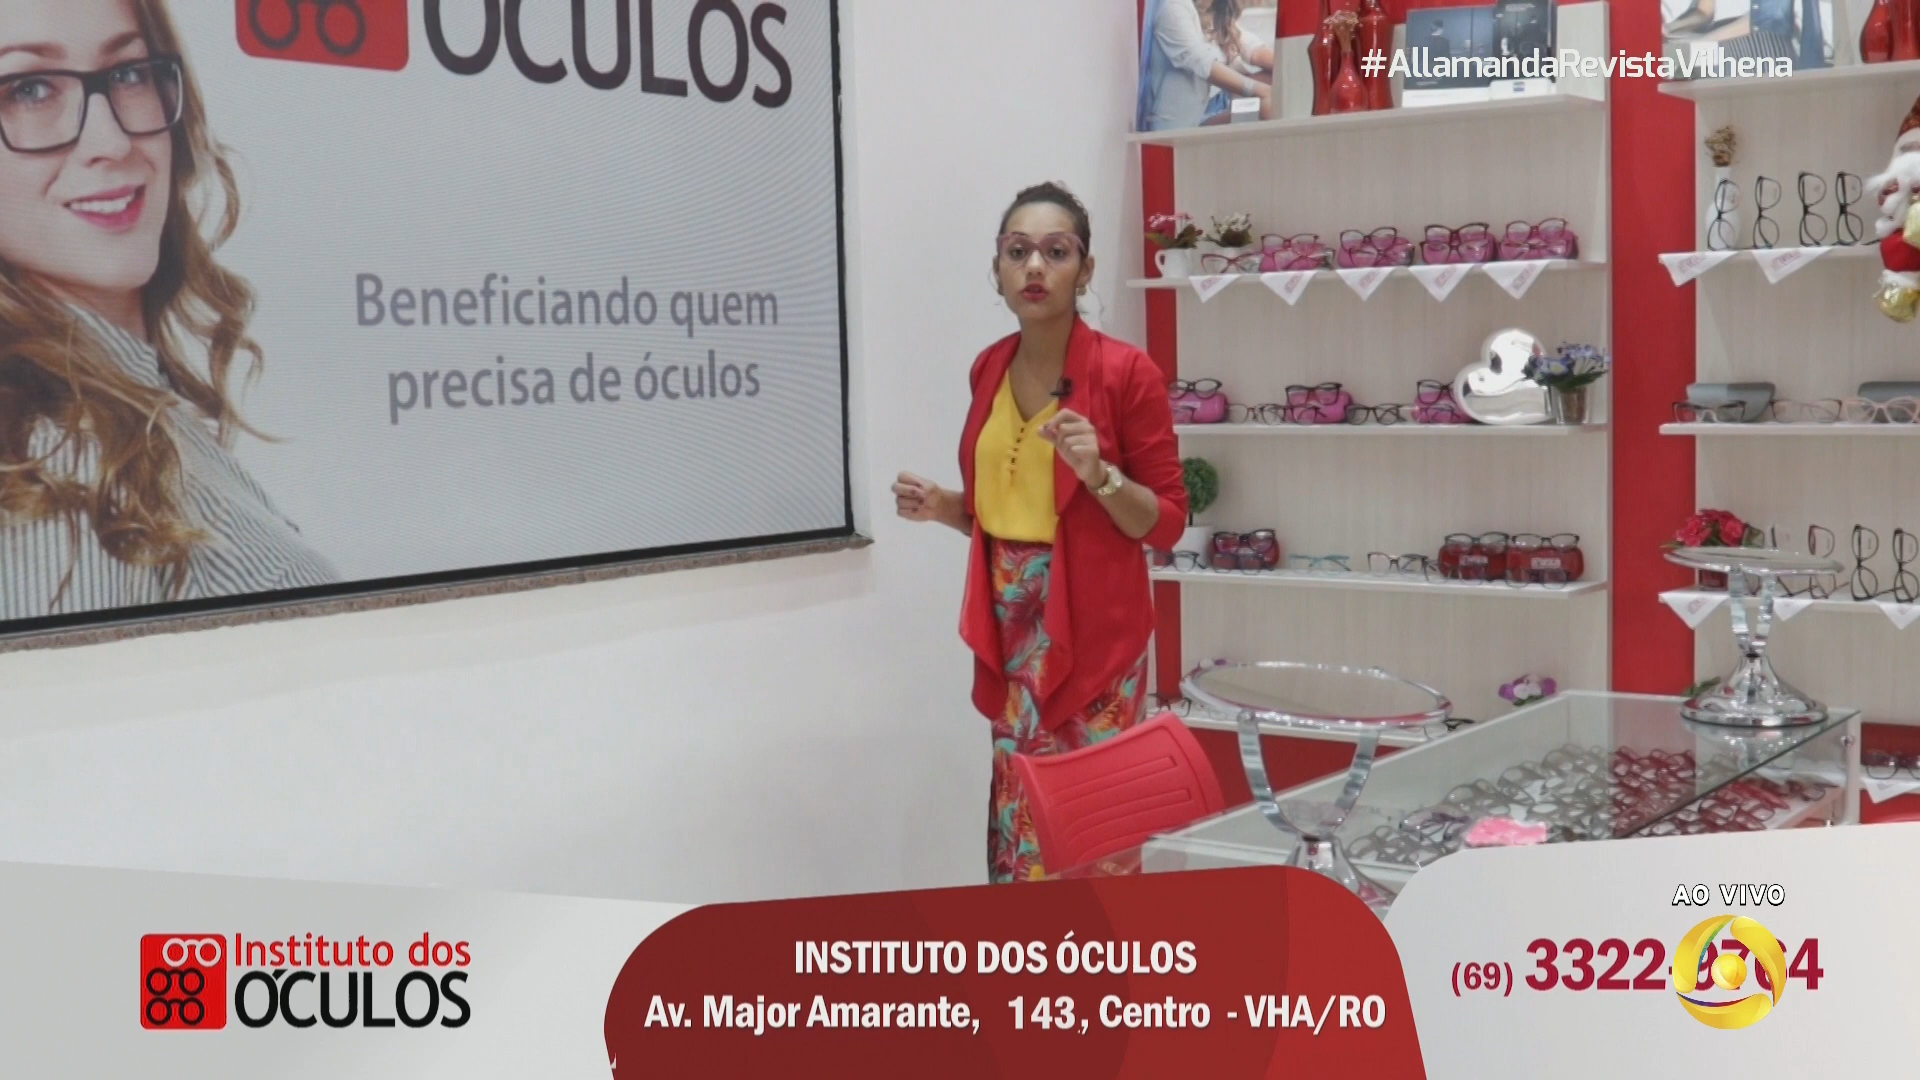 #AllamandaRevistaVilhena
ÓCULOS
Beneficiando quem
precisa de óculos
AO VIVO
Instituto dos
ÓCULOS
INSTITUTO DOS ÓCULOS
Av. Major Amarante, 143, Centro - VHA/RO
(69) 3322-9764